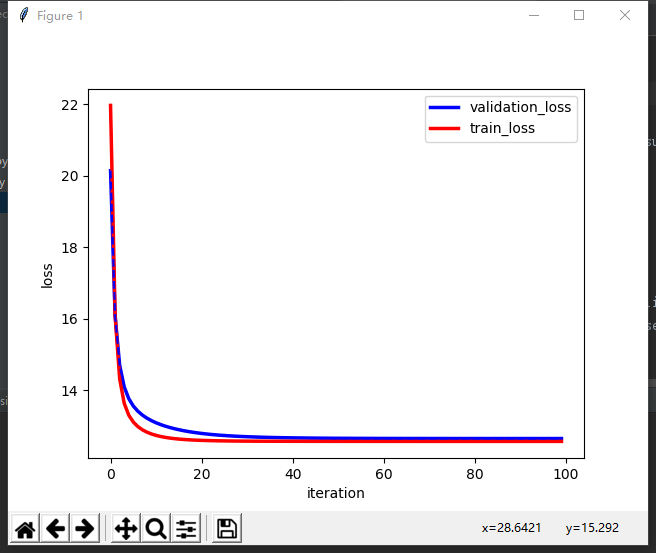 Figure 1
22
20
18
16
14
loss
validation_loss
train_loss
0
20
40
60
80
100
iteration
x=28.6421 y=15.292